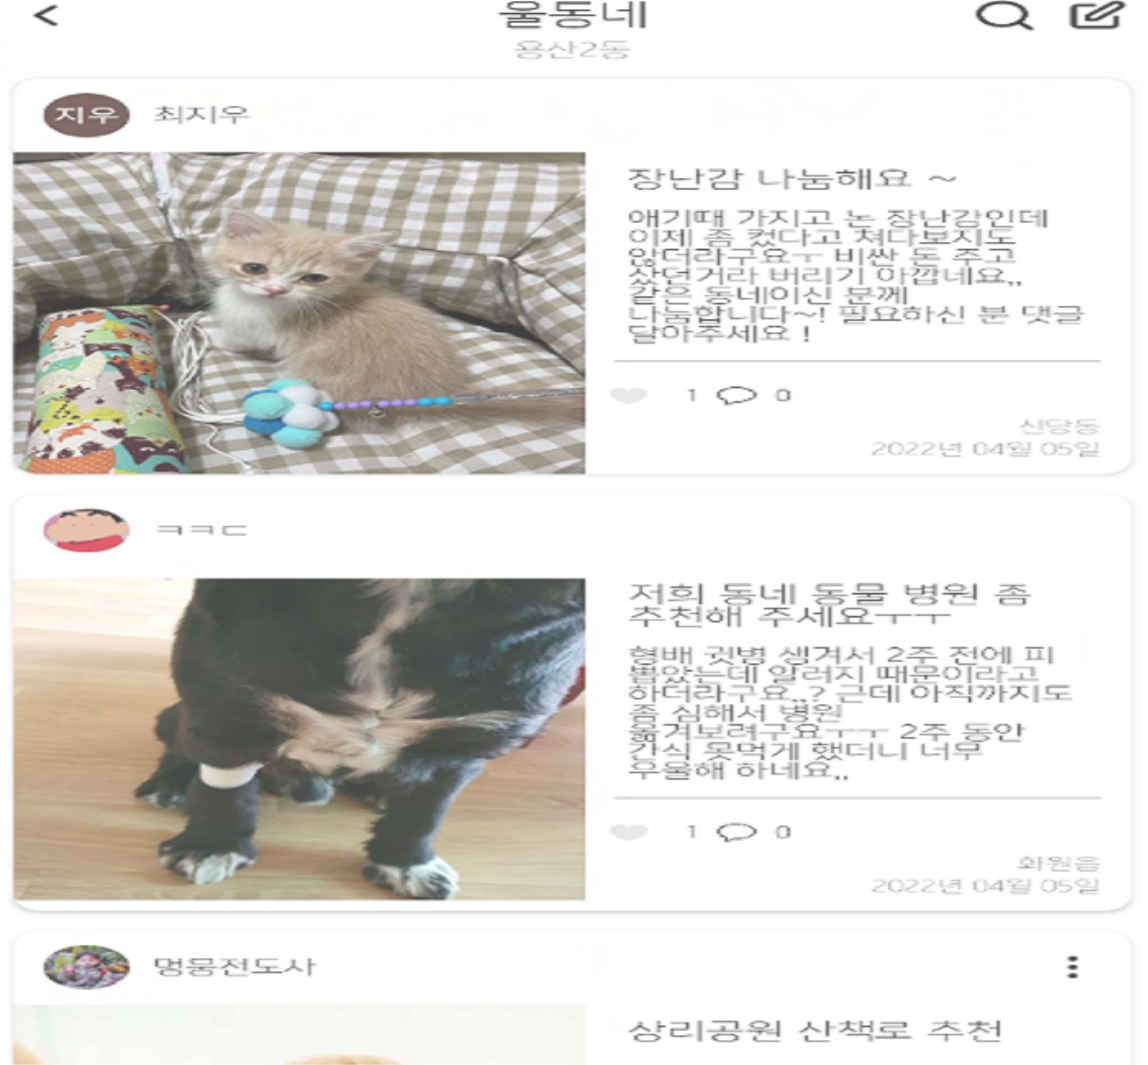 울동네
용산2동
지우 최지우
장난감 나눔해요 ~
애기때 가지고 논 장난감인데
이제 좀 컸다고 쳐다보지도
않더라구요ㅜ 비싼 돈 주고
샀던거라 버리기 아깝네요..
같은 동네이신 분께
나눔합니다~! 필요하신 분 댓글
달아주세요 !
1 0
신당동
2022년 04월 05일
ㅋㅋㄷ
저희 동네 동물 병원 좀
추천해 주세요ㅜㅜ
형배 귓병 생겨서 2주 전에 피
뽑았는데 알러지 때문이라고
하더라구요..? 근데 아직까지도
좀 심해서 병원
옮겨보려구요ㅜㅜ 2주 동안
간식 못먹게 했더니 너무
우울해 하네요..
1 0
화원읍
2022년 04월 05일
멍뭉전도사
상리공원 산책로 추천